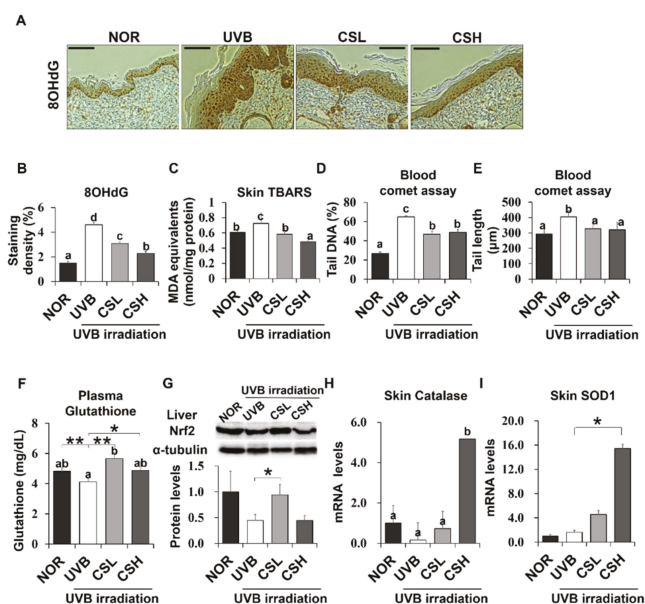 A
NOR UVB CSL CSH
8OHdG
B
8OHdG
Staining density (%)
6
4
2
0
a
d
c
b
NOR UVB CSL CSH
UVB irradiation
C
Skin TBARS
MDA equivalents (nmol/mg protein)
1.0
0.8
0.6
0.4
0.2
0
b
c
b
a
NOR UVB CSL CSH
UVB irradiation
D
Blood
comet assay
Tail DNA (%)
80
60
40
20
0
a
c
b
b
NOR UVB CSL CSH
UVB irradiation
E
Blood
comet assay
Tail length (μm)
500
400
300
200
100
0
a
b
a
a
NOR UVB CSL CSH
UVB irradiation
F
Plasma
Glutathione
Glutathione (mg/dL)
8
6
4
2
0
** **
*
ab
a
b
ab
NOR UVB CSL CSH
UVB irradiation
G
UVB irradiation
NOR UVB CSL CSH
Liver
Nrf2
α-tubulin
Protein levels
2.0
1.5
1.0
0.5
0
*
NOR UVB CSL CSH
UVB irradiation
H
Skin Catalase
mRNA levels
6.0
4.0
2.0
0.0
a
a
a
b
NOR UVB CSL CSH
UVB irradiation
I
Skin SOD1
mRNA levels
20.0
16.0
12.0
8.0
4.0
0.0
*
NOR UVB CSL CSH
UVB irradiation